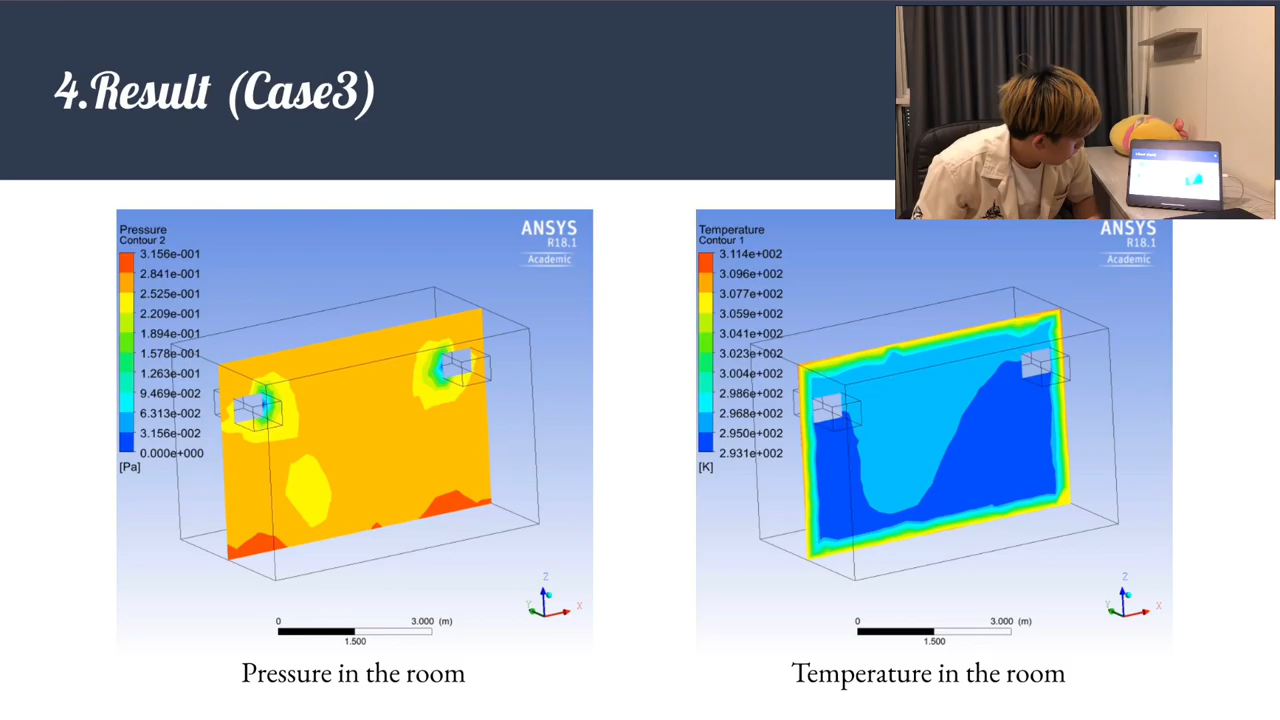 4.Result (Case3)
Pressure
Contour 2
3.156e-001
2.841e-001
2.525e-001
2.209e-001
1.894e-001
1.578e-001
1.263e-001
9.469e-002
6.313e-002
3.156e-002
0.000e+000
[Pa]
ANSYS
R18.1
Academic
Z
Y
X
0
3.000 (m)
1.500
Pressure in the room
Temperature
Contour 1
3.114e+002
3.096e+002
3.077e+002
3.059e+002
3.041e+002
3.023e+002
3.004e+002
2.986e+002
2.968e+002
2.950e+002
2.931e+002
[K]
ANSYS
R18.1
Academic
Z
Y
X
0
3.000 (m)
1.500
Temperature in the room